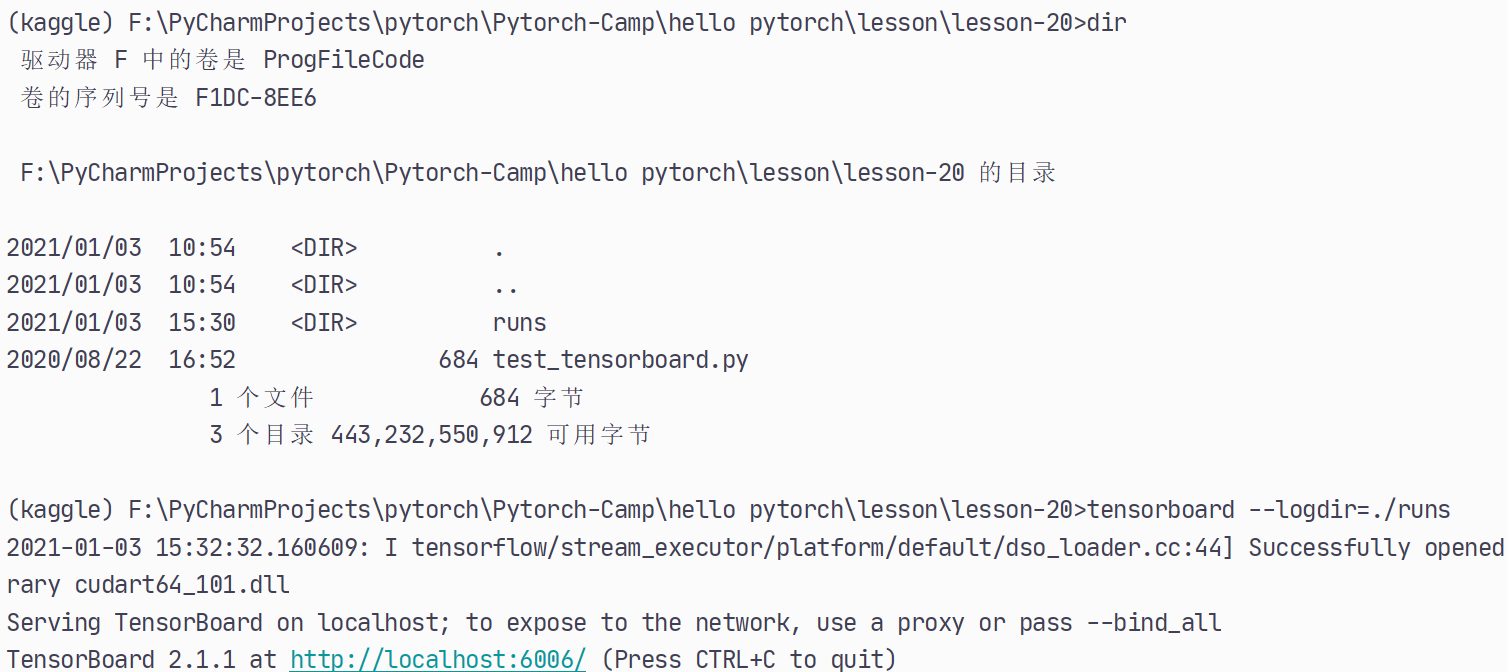 (kaggle) F:\PyCharmProjects\pytorch\Pytorch-Camp\hello pytorch\lesson\lesson-20>dir
驱动器 F 中的卷是 ProgFileCode
卷的序列号是 F1DC-8EE6
F:\PyCharmProjects\pytorch\Pytorch-Camp\hello pytorch\lesson\lesson-20 的目录
2021/01/03  10:54    <DIR>          .
2021/01/03  10:54    <DIR>          ..
2021/01/03  15:30    <DIR>          runs
2020/08/22  16:52               684 test_tensorboard.py
1 个文件            684 字节
3 个目录 443,232,550,912 可用字节
(kaggle) F:\PyCharmProjects\pytorch\Pytorch-Camp\hello pytorch\lesson\lesson-20>tensorboard --logdir=./runs
2021-01-03 15:32:32.160609: I tensorflow/stream_executor/platform/default/dso_loader.cc:44] Successfully opened
rary cudart64_101.dll
Serving TensorBoard on localhost; to expose to the network, use a proxy or pass --bind_all
TensorBoard 2.1.1 at http://localhost:6006/ (Press CTRL+C to quit)